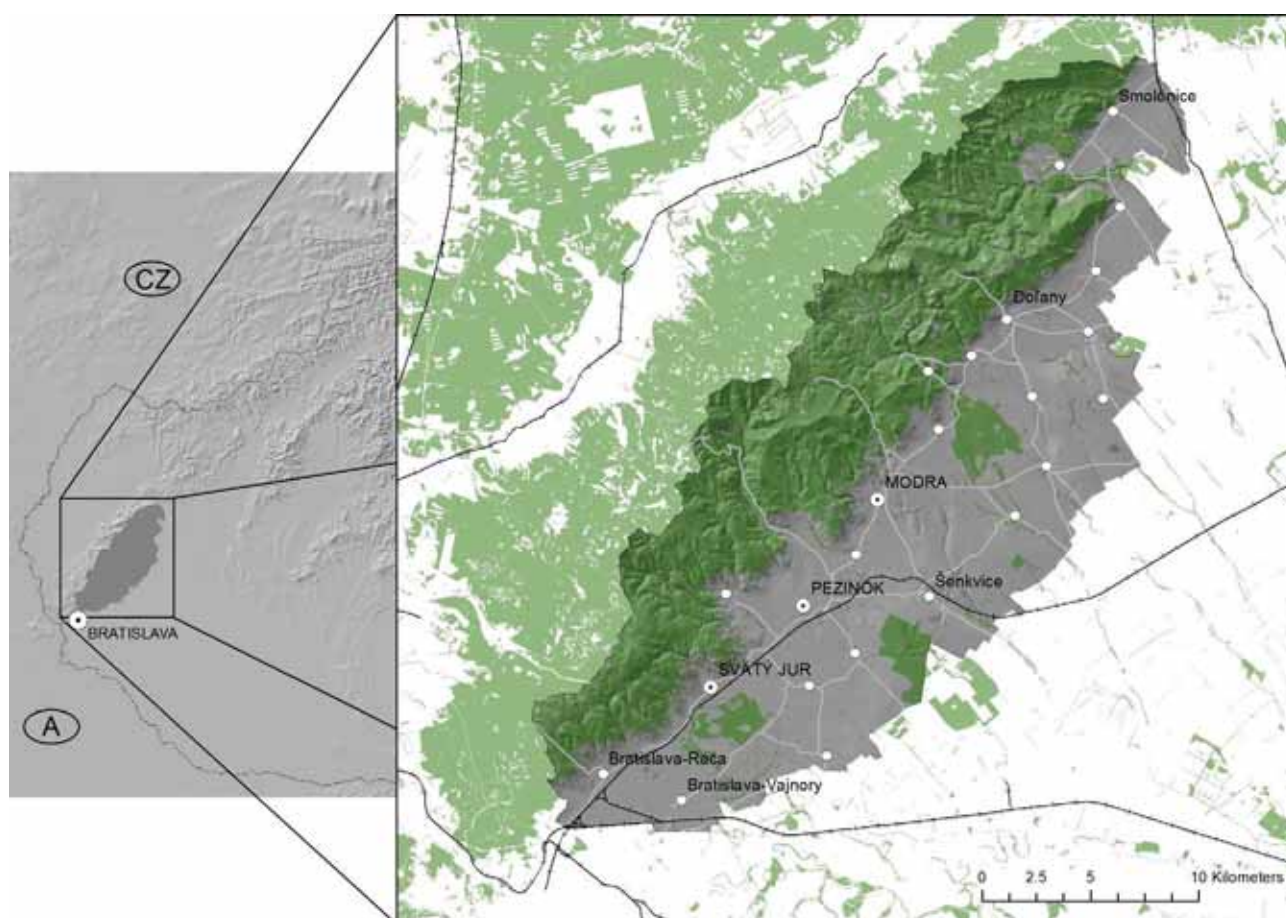 CZ
BRATISLAVA
A
Smolenice
Doľany
MODRA
PEZINOK
Šenkvice
SVÄTÝ JUR
Bratislava-Rača
Bratislava-Vajnory
0 2.5 5 10 Kilometers